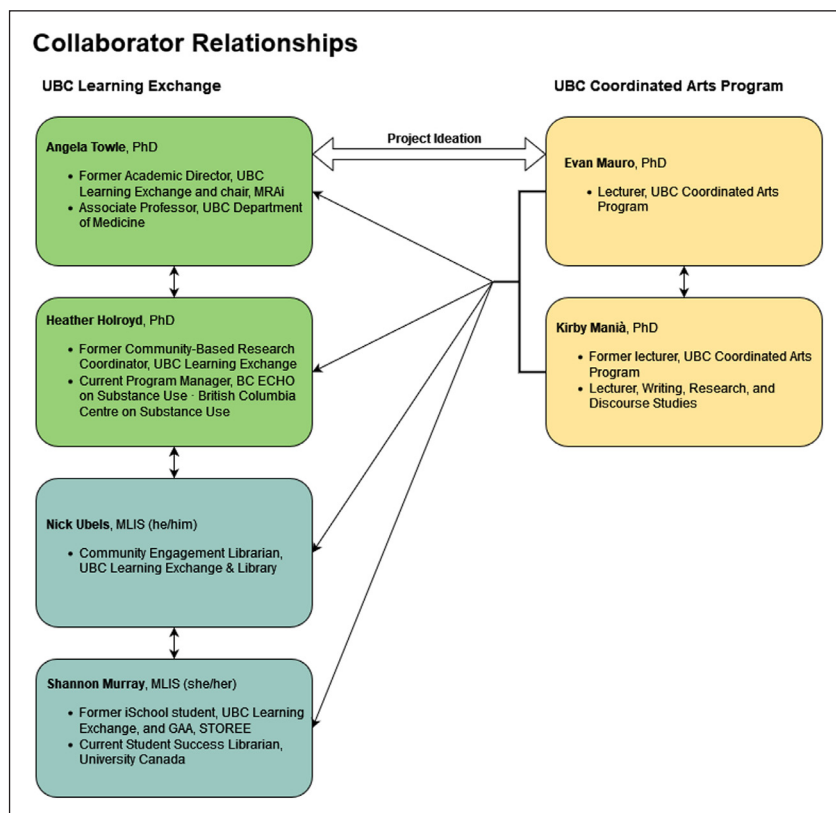 Collaborator Relationships
UBC Learning Exchange
UBC Coordinated Arts Program
Project Ideation
Angela Towle, PhD
• Former Academic Director, UBC
Learning Exchange and chair, MRAi
• Associate Professor, UBC Department
of Medicine
Evan Mauro, PhD
• Lecturer, UBC Coordinated Arts
Program
Heather Holroyd, PhD
• Former Community-Based Research
Coordinator, UBC Learning Exchange
• Current Program Manager, BC ECHO
on Substance Use · British Columbia
Centre on Substance Use
Kirby Manià, PhD
• Former lecturer, UBC Coordinated Arts
Program
• Lecturer, Writing, Research, and
Discourse Studies
Nick Ubels, MLIS (he/him)
• Community Engagement Librarian,
UBC Learning Exchange & Library
Shannon Murray, MLIS (she/her)
• Former iSchool student, UBC Learning
Exchange, and GAA, STOREE
• Current Student Success Librarian,
University Canada